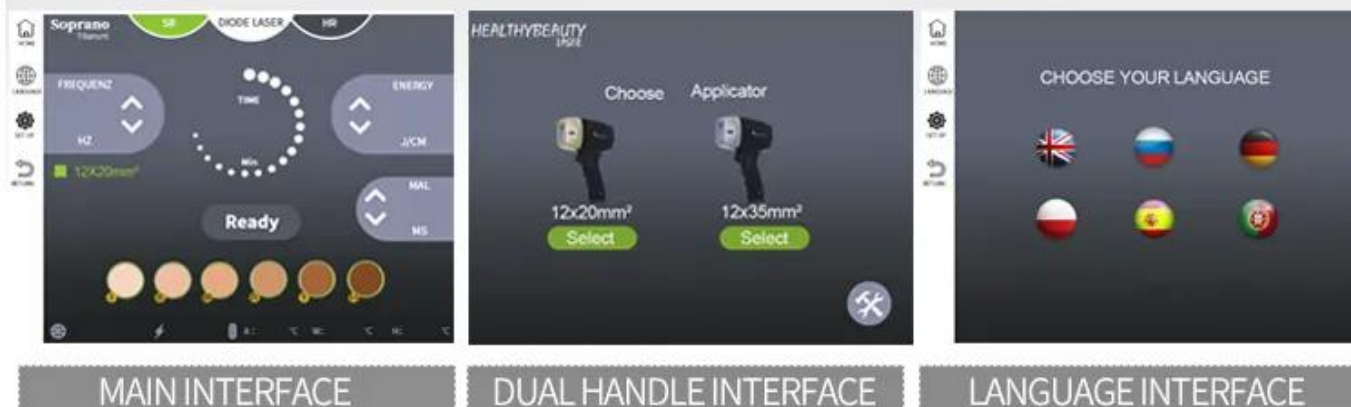 HOME
LANGUAGE
SET UP
RETURN
Soprano
Titanium
SR
DIODE LASER
HR
FREQUENZ
HZ
TIME
Min
ENERGY
J/CM
12X20mm²
MAL
MS
Ready
A:
℃
W:
℃
H:
℃
HEALTHYBEAUTY
LASER
Choose Applicator
12x20mm²
12x35mm²
Select
Select
HOME
LANGUAGE
SET UP
RETURN
CHOOSE YOUR LANGUAGE
MAIN INTERFACE
DUAL HANDLE INTERFACE
LANGUAGE INTERFACE